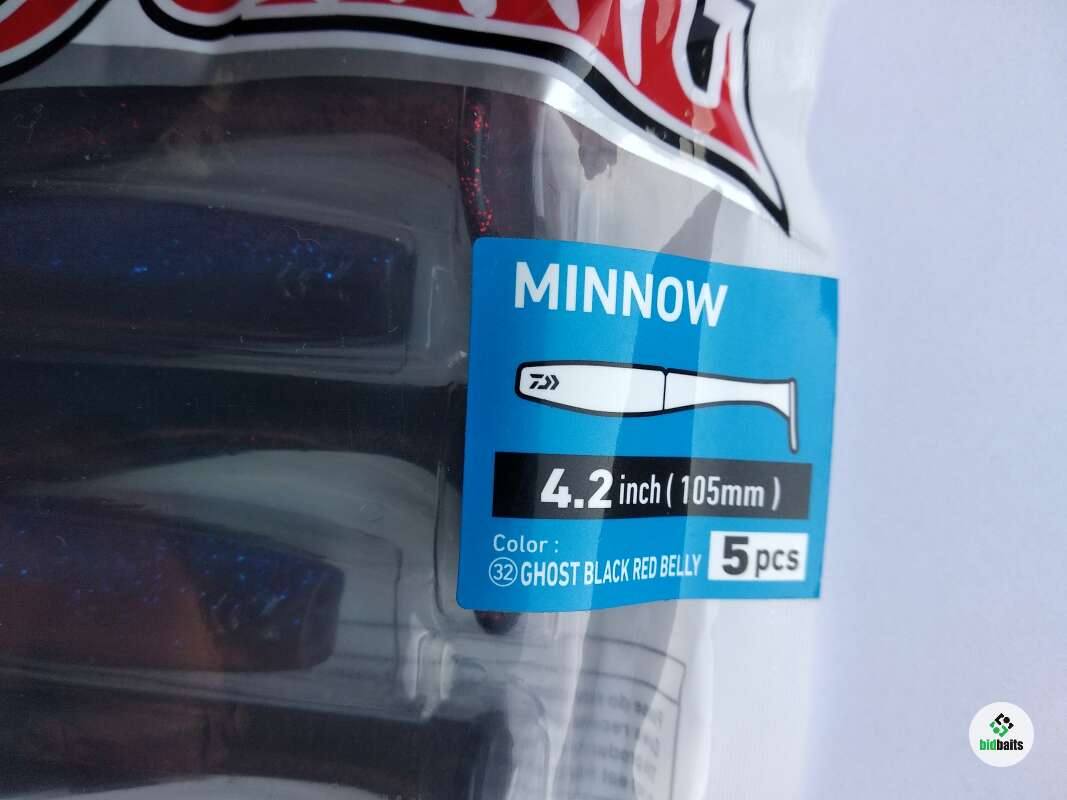 MINNOW
4.2 inch ( 105mm )
Color :
㉜ GHOST BLACK RED BELLY
5 pcs
bidbaits